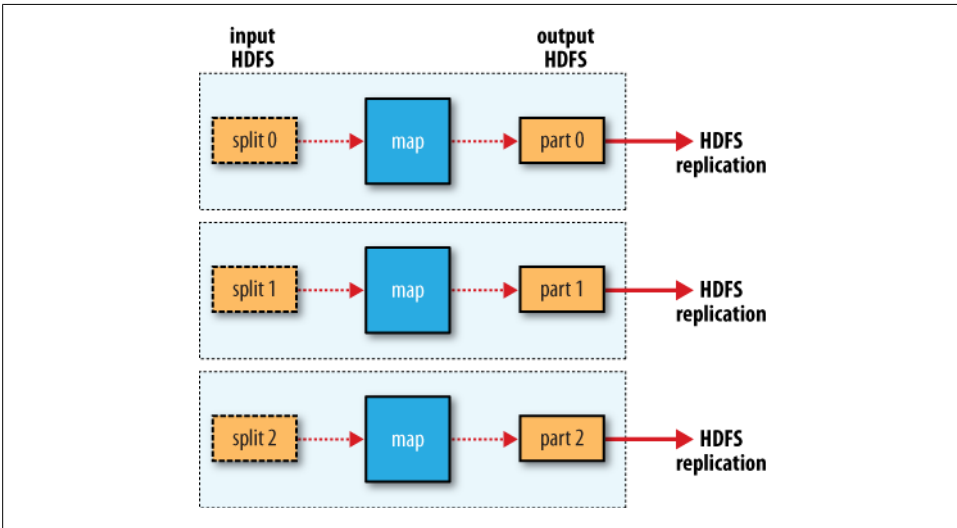 input
HDFS
output
HDFS
split 0
map
part 0
HDFS
replication
split 1
map
part 1
HDFS
replication
split 2
map
part 2
HDFS
replication